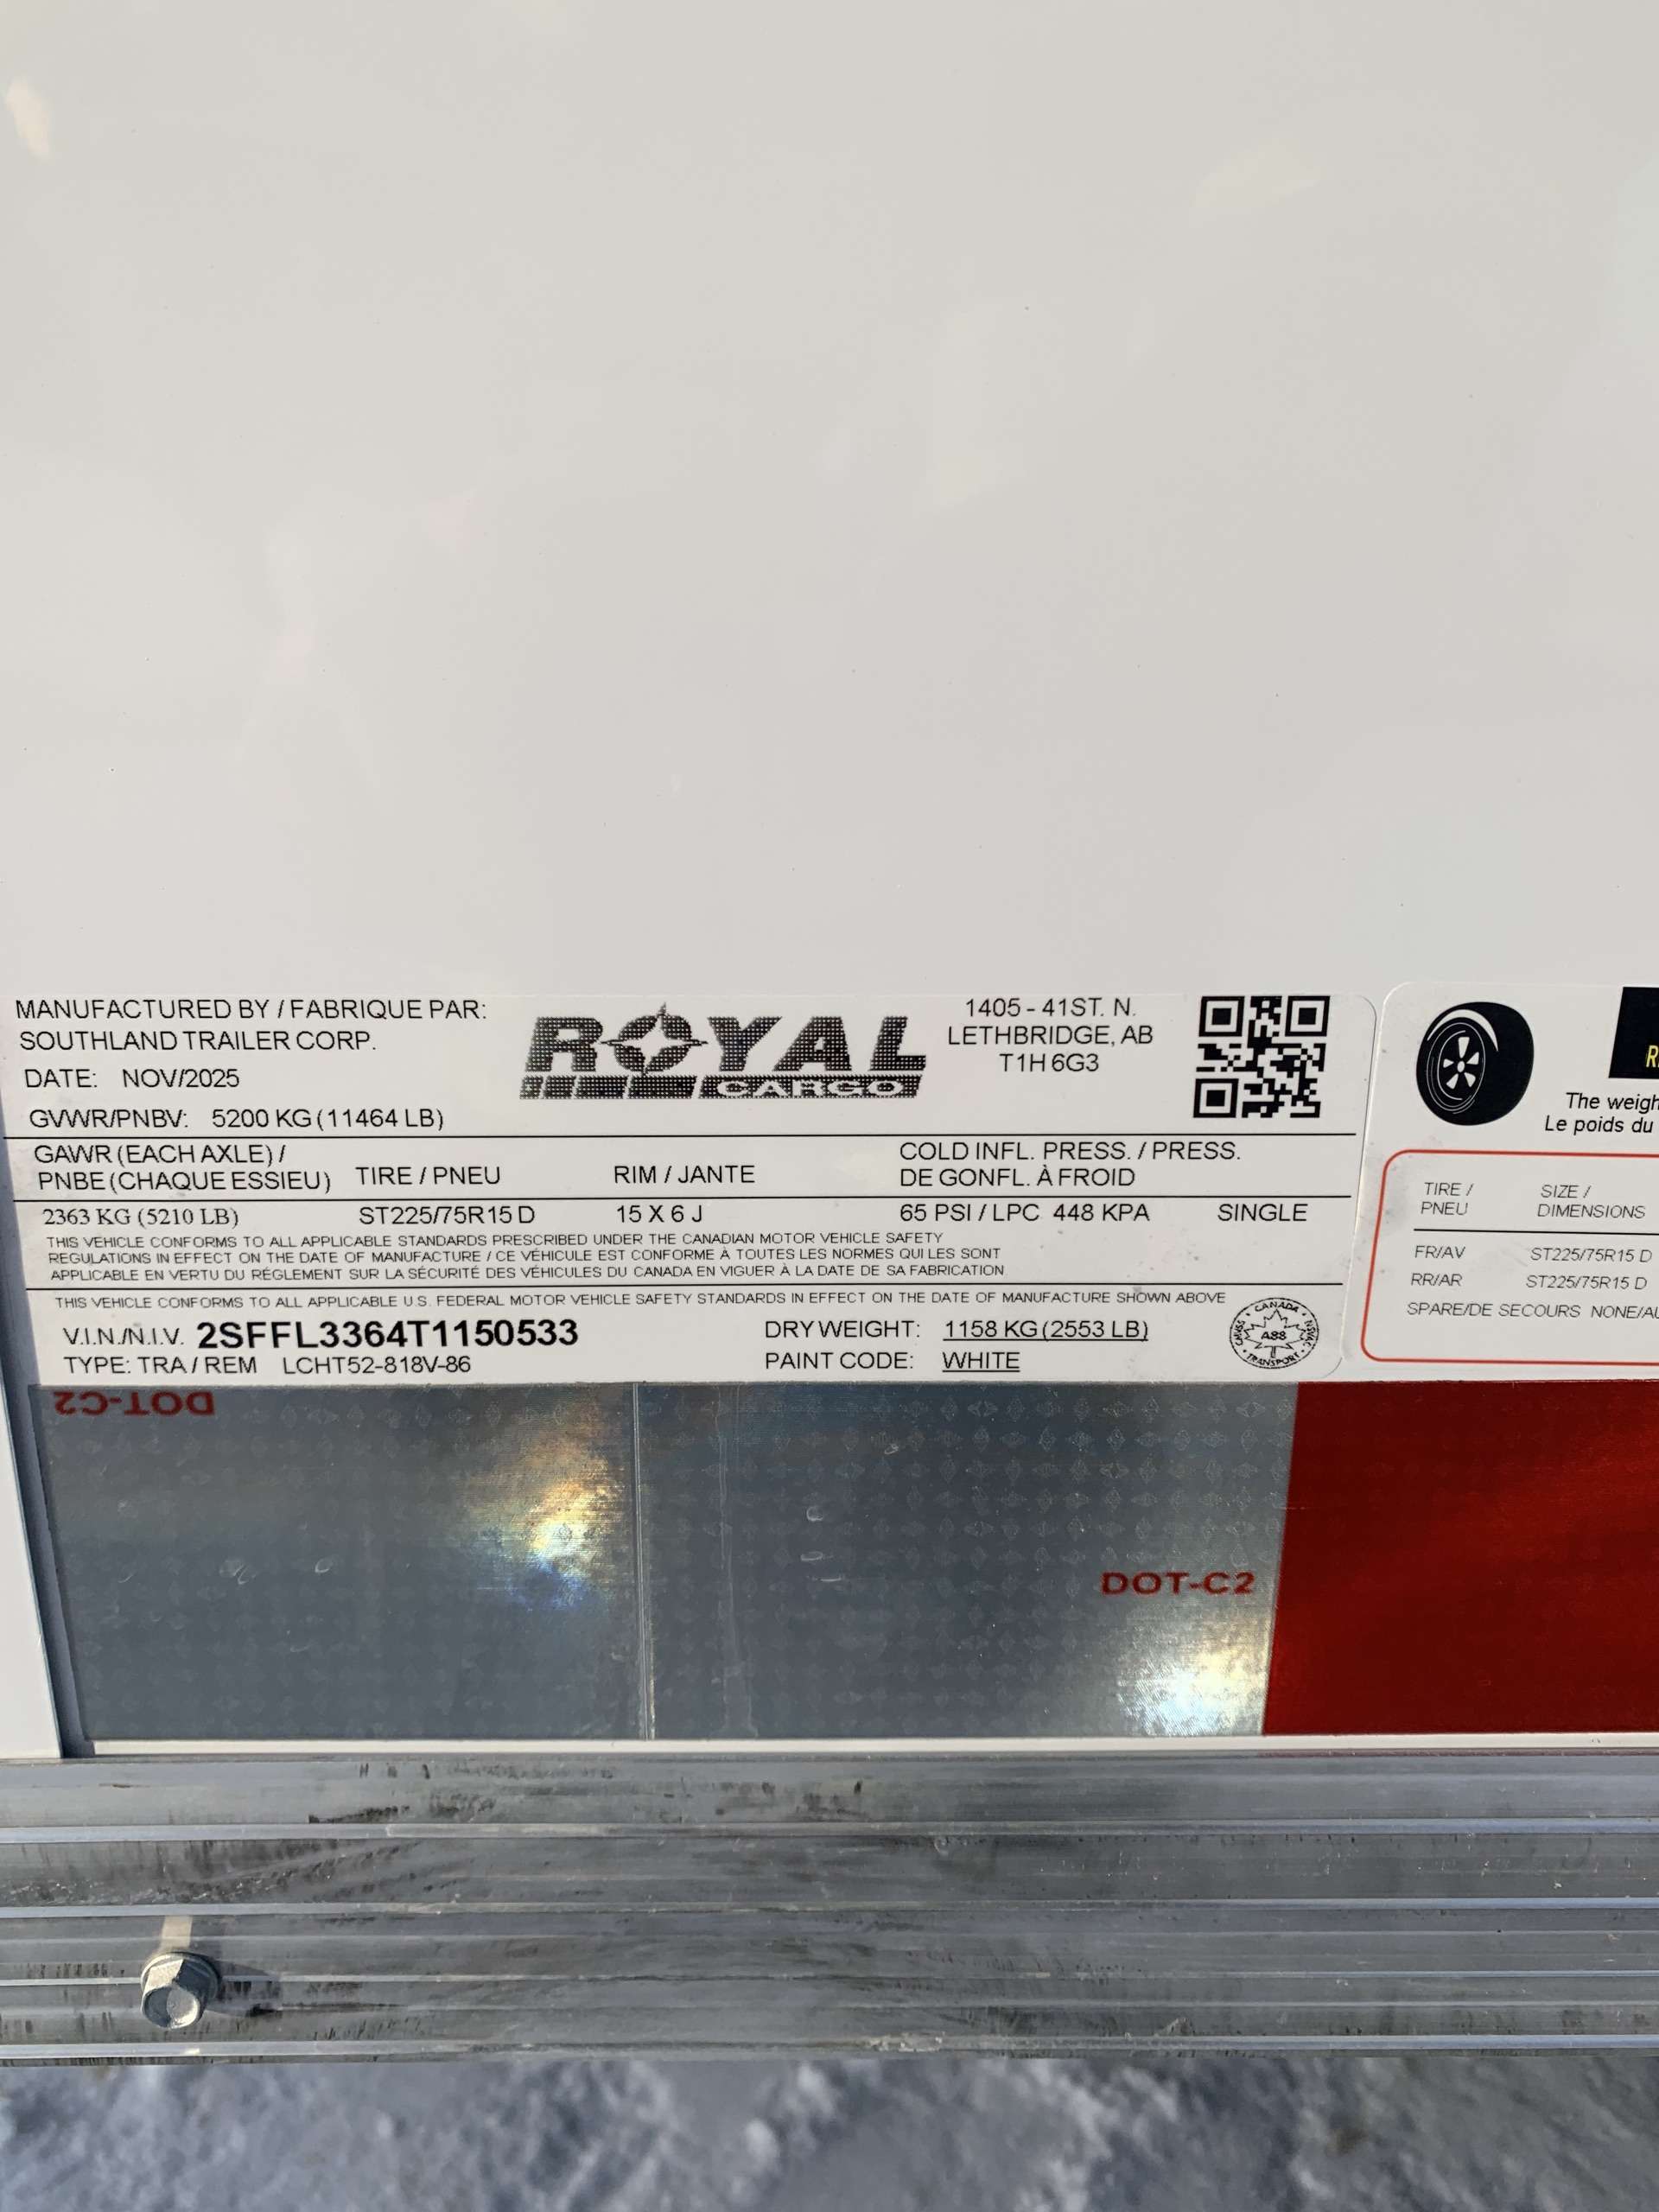 MANUFACTURED BY / FABRIQUE PAR:
SOUTHLAND TRAILER CORP.
DATE: NOV/2025
GVWR/PNBV: 5200 KG (11464 LB)
ROYAL
CARGO
1405 - 41ST. N.
LETHBRIDGE, AB
T1H 6G3
GAWR (EACH AXLE) /
PNBE (CHAQUE ESSIEU) TIRE / PNEU RIM / JANTE
COLD INFL. PRESS. / PRESS.
DE GONFL. À FROID
2363 KG (5210 LB) ST225/75R15 D 15 X 6 J 65 PSI / LPC 448 KPA SINGLE
THIS VEHICLE CONFORMS TO ALL APPLICABLE STANDARDS PRESCRIBED UNDER THE CANADIAN MOTOR VEHICLE SAFETY
REGULATIONS IN EFFECT ON THE DATE OF MANUFACTURE / CE VÉHICULE EST CONFORME À TOUTES LES NORMES QUI LES SONT
APPLICABLE EN VERTU DU RÉGLEMENT SUR LA SÉCURITÉ DES VÉHICULES DU CANADA EN VIGUER À LA DATE DE SA FABRICATION
THIS VEHICLE CONFORMS TO ALL APPLICABLE U.S. FEDERAL MOTOR VEHICLE SAFETY STANDARDS IN EFFECT ON THE DATE OF MANUFACTURE SHOWN ABOVE
V.I.N./N.I.V. 2SFFL3364T1150533 DRY WEIGHT: 1158 KG (2553 LB)
TYPE: TRA / REM LCHT52-818V-86 PAINT CODE: WHITE
CANADA
A88
TRANSPORT
The weigh
Le poids du
TIRE / SIZE /
PNEU DIMENSIONS
FR/AV ST225/75R15 D
RR/AR ST225/75R15 D
SPARE/DE SECOURS NONE/AU
DOT-C2
DOT-C2